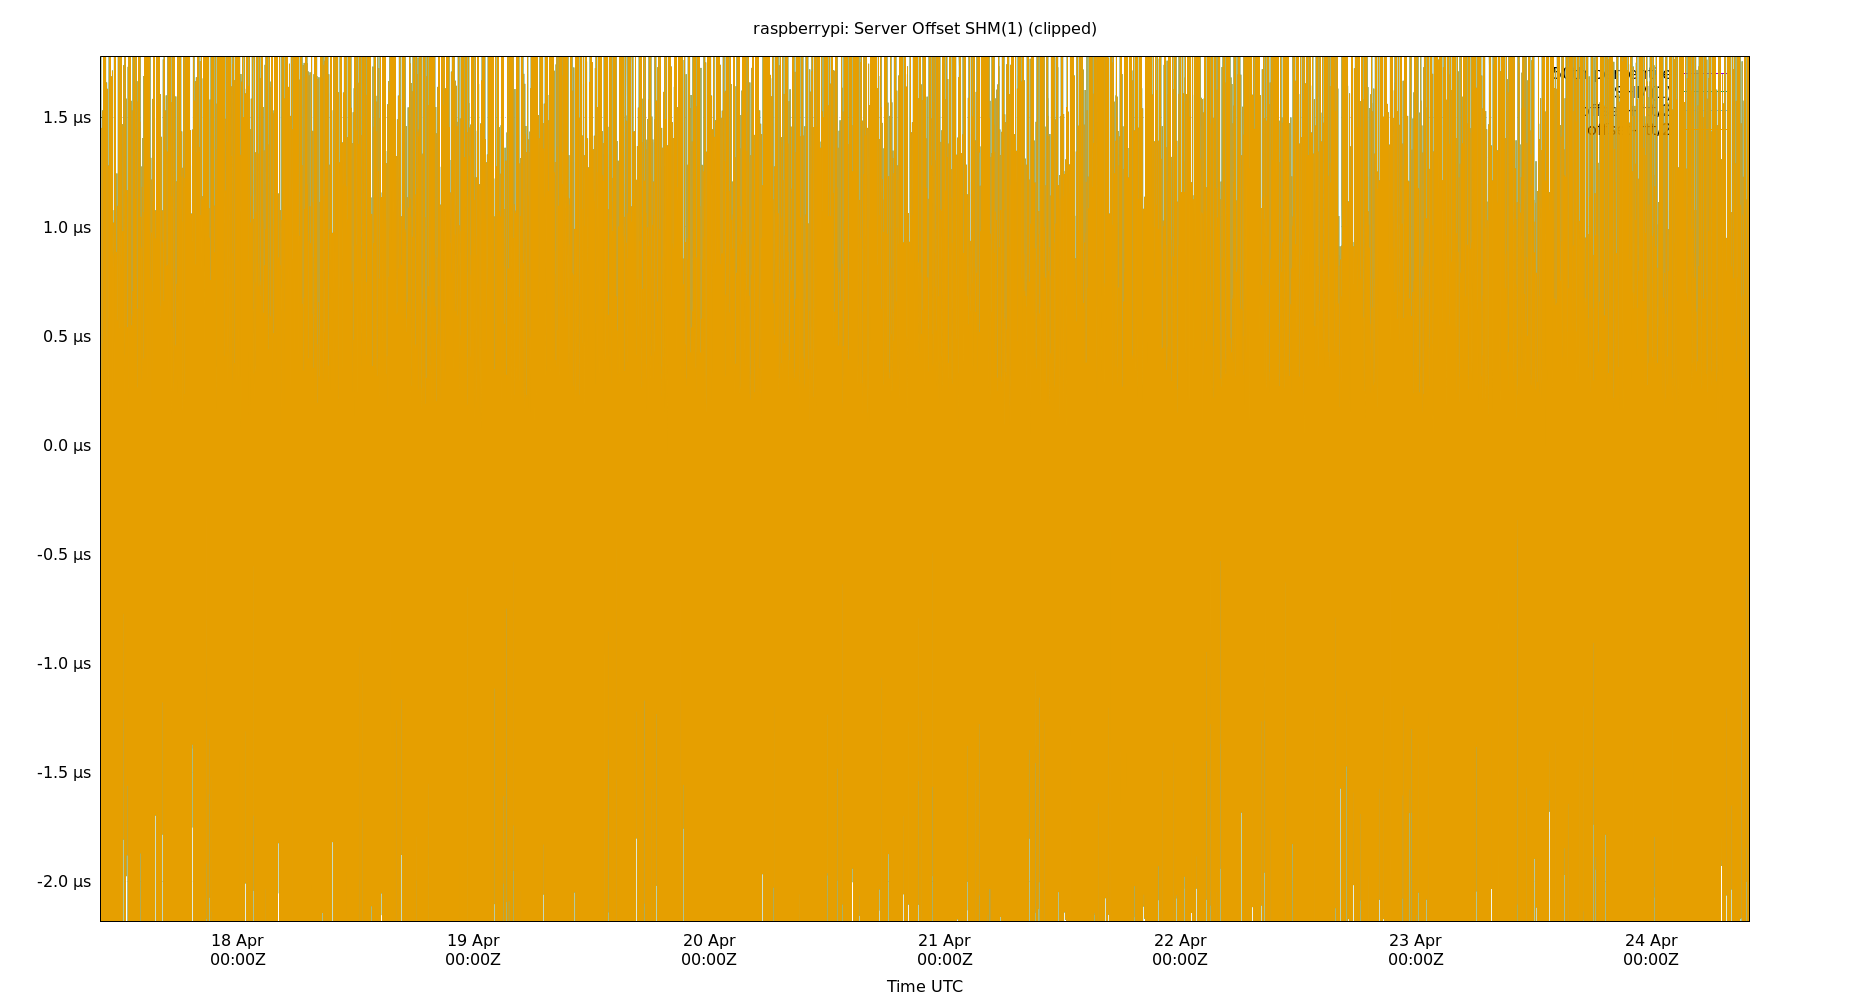 raspberrypi: Server Offset SHM(1) (clipped)
1.5 µs
1.0 µs
0.5 µs
0.0 µs
-0.5 µs
-1.0 µs
-1.5 µs
-2.0 µs
18 Apr
00:00Z
19 Apr
00:00Z
20 Apr
00:00Z
21 Apr
00:00Z
22 Apr
00:00Z
23 Apr
00:00Z
24 Apr
00:00Z
Time UTC